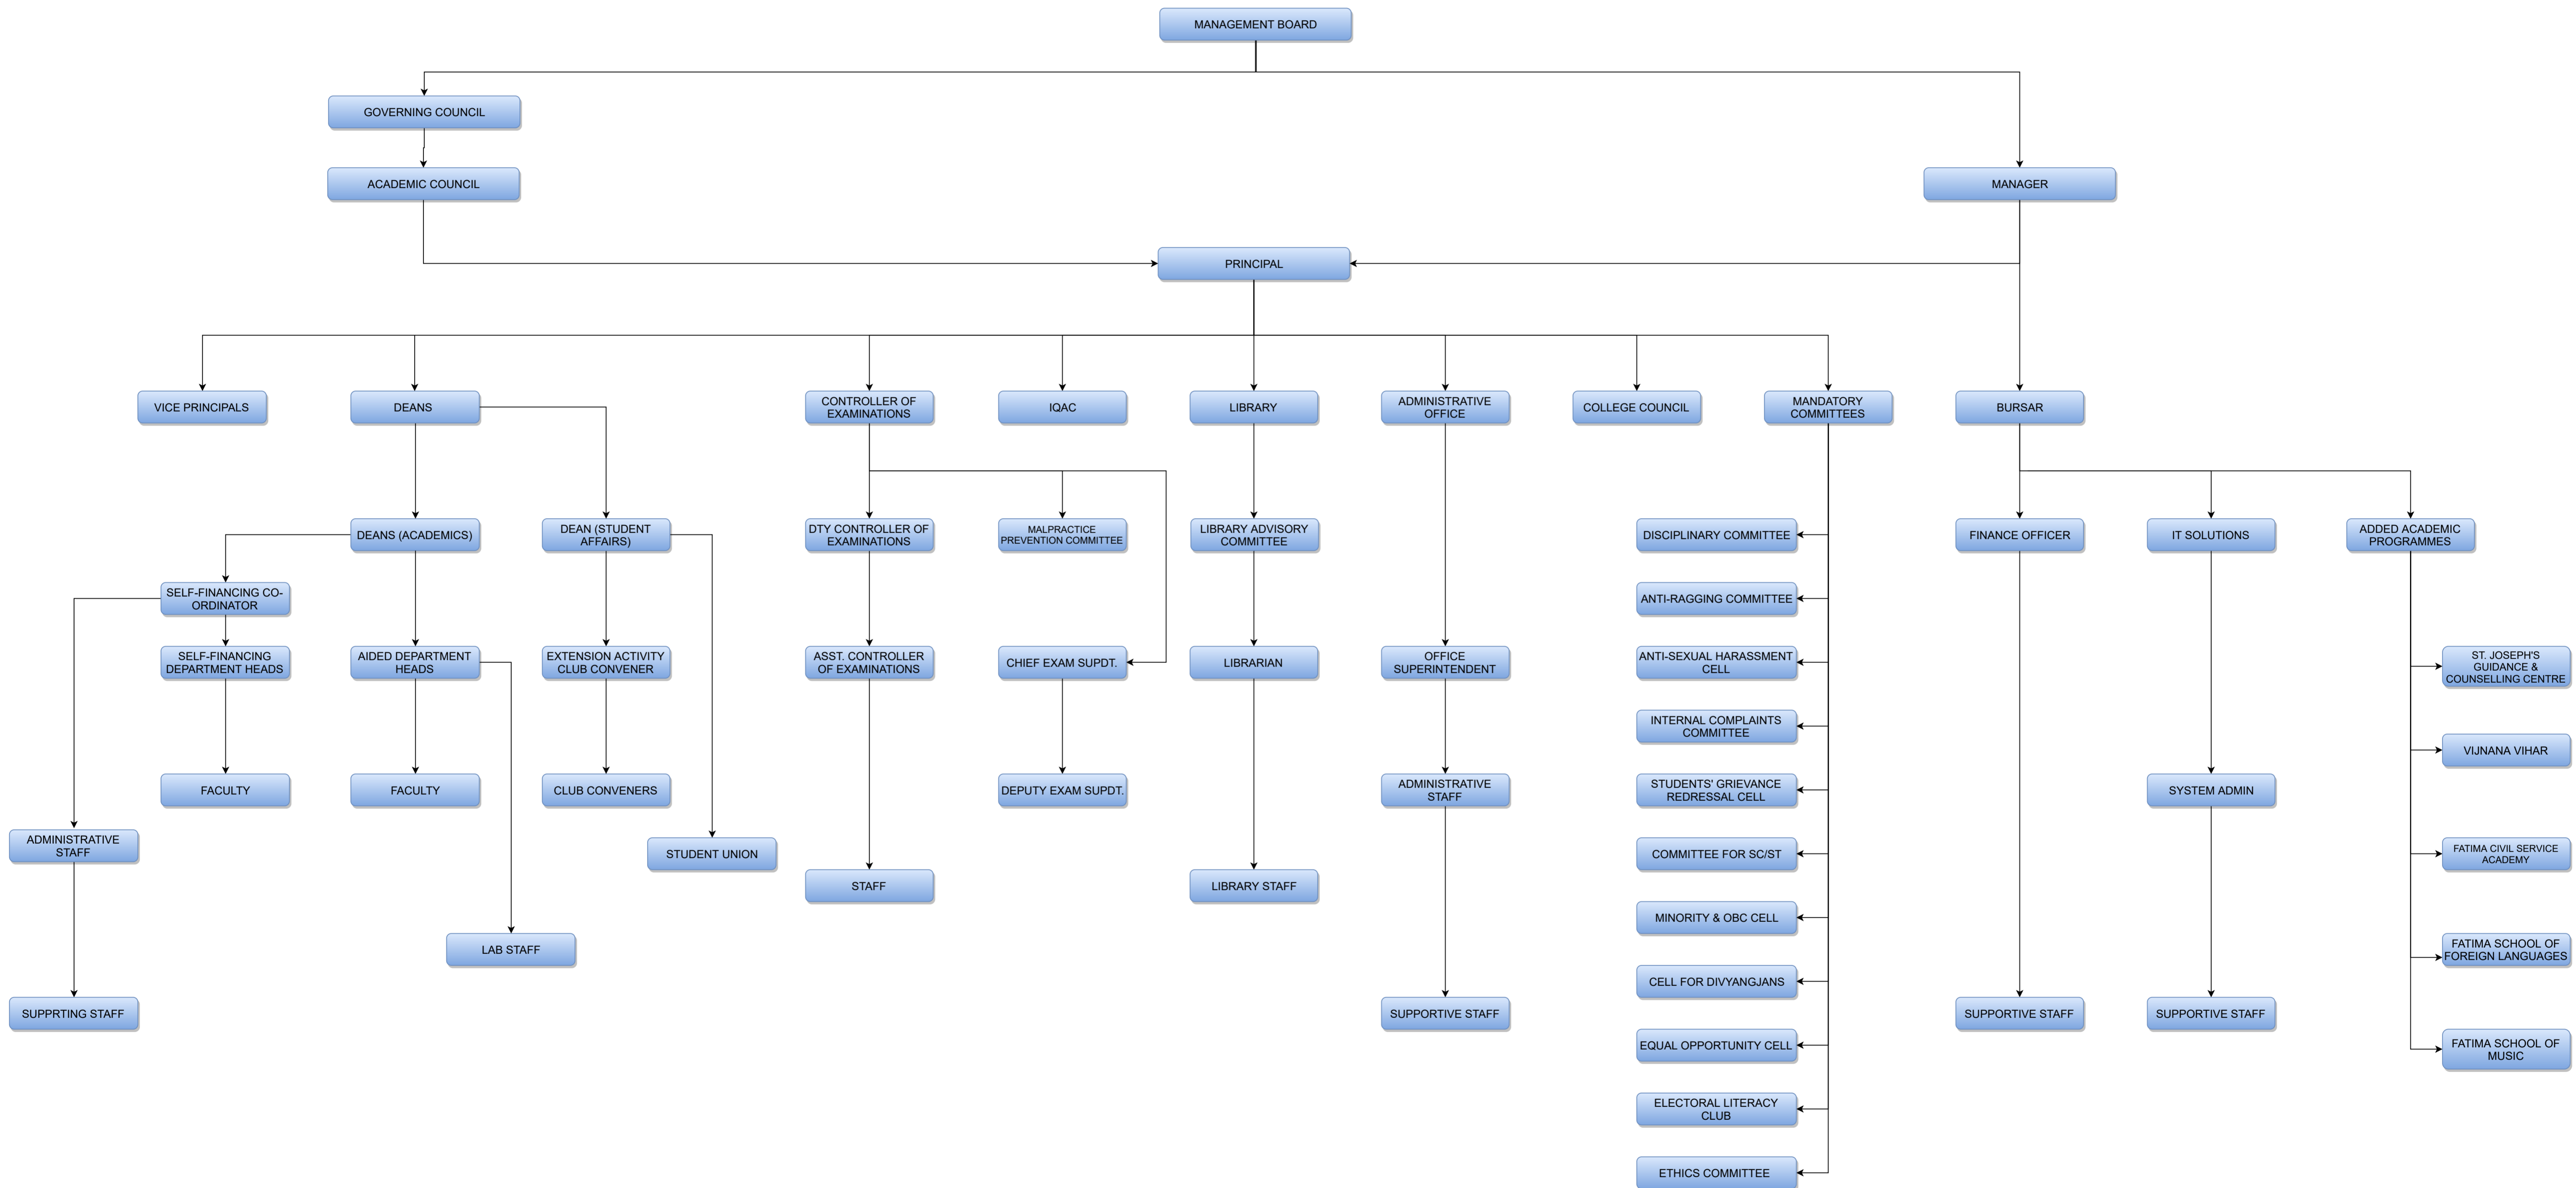 MANAGEMENT BOARD
GOVERNING COUNCIL
ACADEMIC COUNCIL
MANAGER
PRINCIPAL
VICE PRINCIPALS
DEANS
CONTROLLER OF
EXAMINATIONS
IQAC
LIBRARY
ADMINISTRATIVE
OFFICE
COLLEGE COUNCIL
MANDATORY
COMMITTEES
BURSAR
DEANS (ACADEMICS)
DEAN (STUDENT
AFFAIRS)
DTY CONTROLLER OF
EXAMINATIONS
MALPRACTICE
PREVENTION COMMITTEE
LIBRARY ADVISORY
COMMITTEE
DISCIPLINARY COMMITTEE
FINANCE OFFICER
IT SOLUTIONS
ADDED ACADEMIC
PROGRAMMES
SELF-FINANCING CO-
ORDINATOR
ANTI-RAGGING COMMITTEE
SELF-FINANCING
DEPARTMENT HEADS
AIDED DEPARTMENT
HEADS
EXTENSION ACTIVITY
CLUB CONVENER
ASST. CONTROLLER
OF EXAMINATIONS
CHIEF EXAM SUPDT.
LIBRARIAN
OFFICE
SUPERINTENDENT
ANTI-SEXUAL HARASSMENT
CELL
ST. JOSEPH'S
GUIDANCE &
COUNSELLING CENTRE
INTERNAL COMPLAINTS
COMMITTEE
VIJNANA VIHAR
FACULTY
FACULTY
CLUB CONVENERS
DEPUTY EXAM SUPDT.
ADMINISTRATIVE
STAFF
STUDENTS' GRIEVANCE
REDRESSAL CELL
SYSTEM ADMIN
ADMINISTRATIVE
STAFF
STUDENT UNION
COMMITTEE FOR SC/ST
FATIMA CIVIL SERVICE
ACADEMY
STAFF
LIBRARY STAFF
MINORITY & OBC CELL
LAB STAFF
FATIMA SCHOOL OF
FOREIGN LANGUAGES
CELL FOR DIVYANGJANS
SUPPRTING STAFF
SUPPORTIVE STAFF
SUPPORTIVE STAFF
SUPPORTIVE STAFF
EQUAL OPPORTUNITY CELL
FATIMA SCHOOL OF
MUSIC
ELECTORAL LITERACY
CLUB
ETHICS COMMITTEE